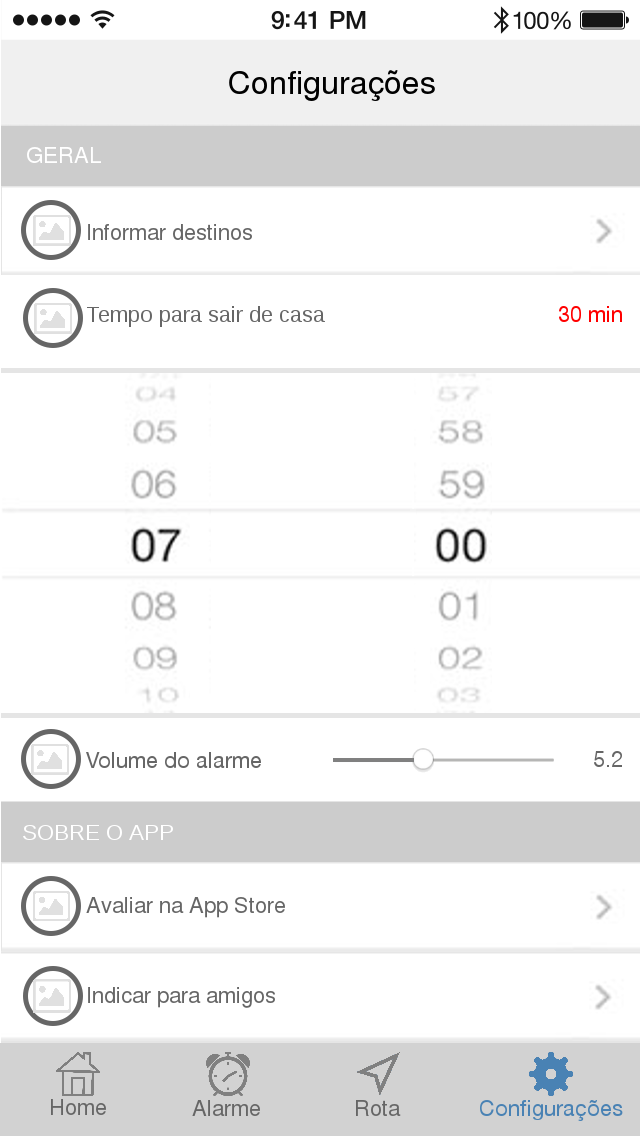 9:41 PM 100%
Configurações
GERAL
Informar destinos
Tempo para sair de casa 30 min
04 57
05 58
06 59
07 00
08 01
09 02
10 03
Volume do alarme 5.2
SOBRE O APP
Avaliar na App Store
Indicar para amigos
Home Alarme Rota Configurações